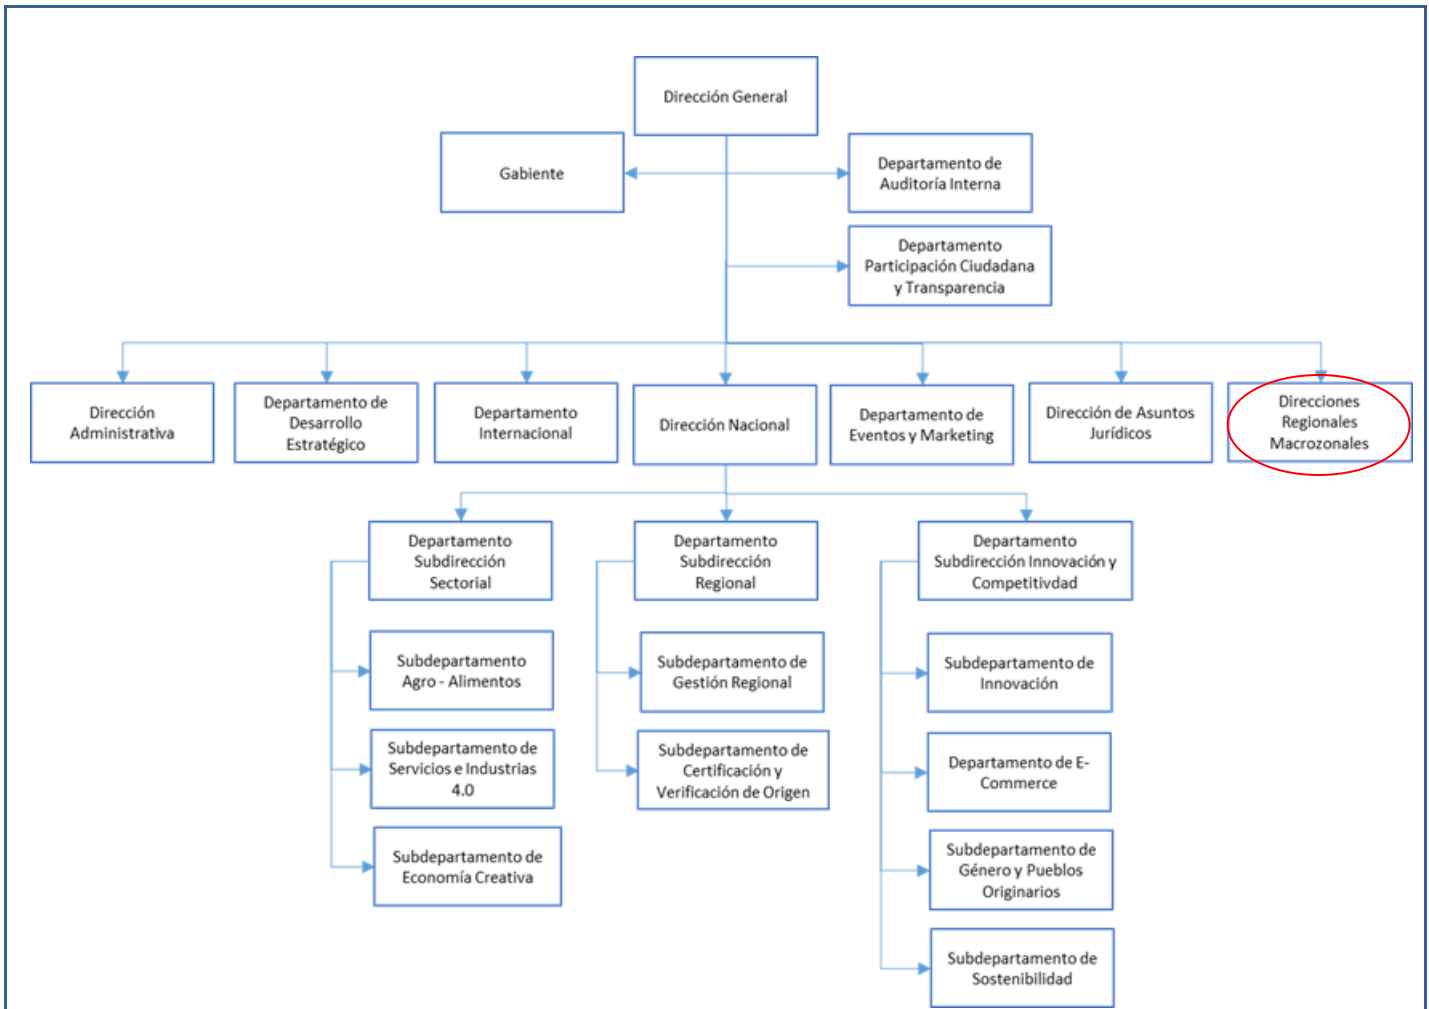 Dirección General
Gabiente
Departamento de
Auditoría Interna
Departamento
Participación Ciudadana
y Transparencia
Dirección
Administrativa
Departamento de
Desarrollo
Estratégico
Departamento
Internacional
Dirección Nacional
Departamento de
Eventos y Marketing
Dirección de Asuntos
Jurídicos
Direcciones
Regionales
Macrozonales
Departamento
Subdirección
Sectorial
Departamento
Subdirección
Regional
Departamento
Subdirección Innovación y
Competitivdad
Subdepartamento
Agro - Alimentos
Subdepartamento de
Servicios e Industrias
4.0
Subdepartamento de
Economía Creativa
Subdepartamento de
Gestión Regional
Subdepartamento de
Certificación y
Verificación de Origen
Subdepartamento de
Innovación
Departamento de E-
Commerce
Subdepartamento de
Género y Pueblos
Originarios
Subdepartamento de
Sostenibilidad